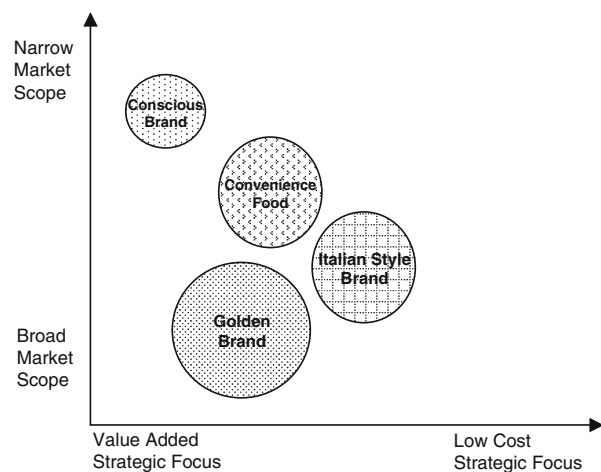 Narrow
Market
Scope
Conscious
Brand
Convenience
Food
Italian Style
Brand
Golden
Brand
Broad
Market
Scope
Value Added
Strategic Focus
Low Cost
Strategic Focus